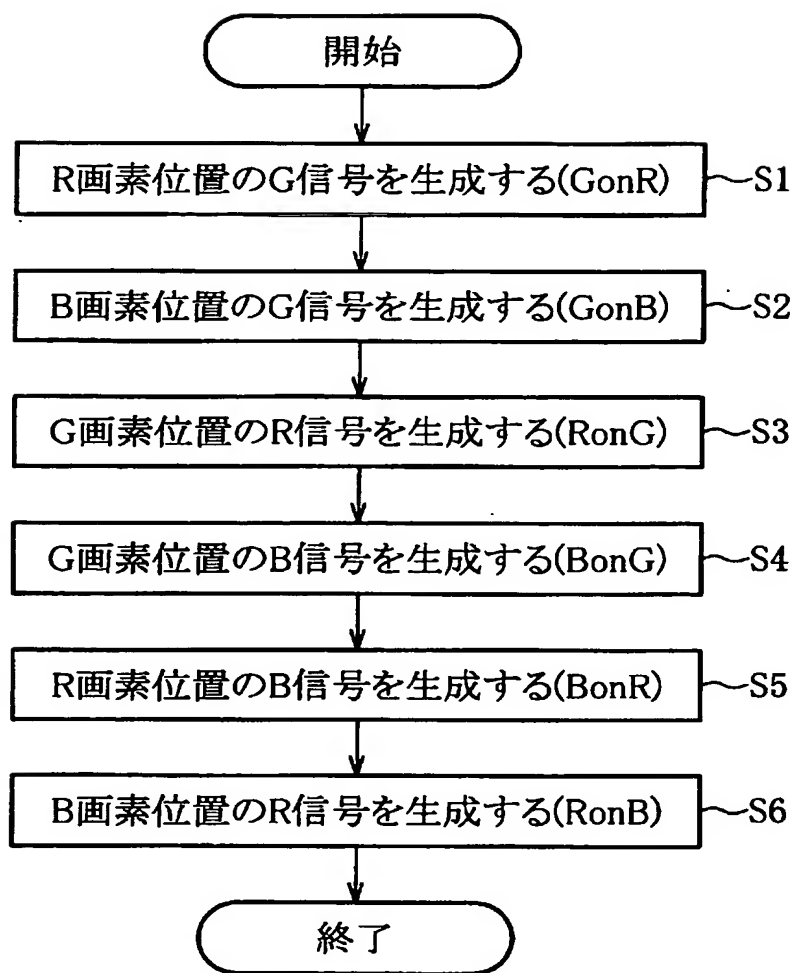 開始
R画素位置のG信号を生成する(GonR) S1
B画素位置のG信号を生成する(GonB) S2
G画素位置のR信号を生成する(RonG) S3
G画素位置のB信号を生成する(BonG) S4
R画素位置のB信号を生成する(BonR) S5
B画素位置のR信号を生成する(RonB) S6
終了